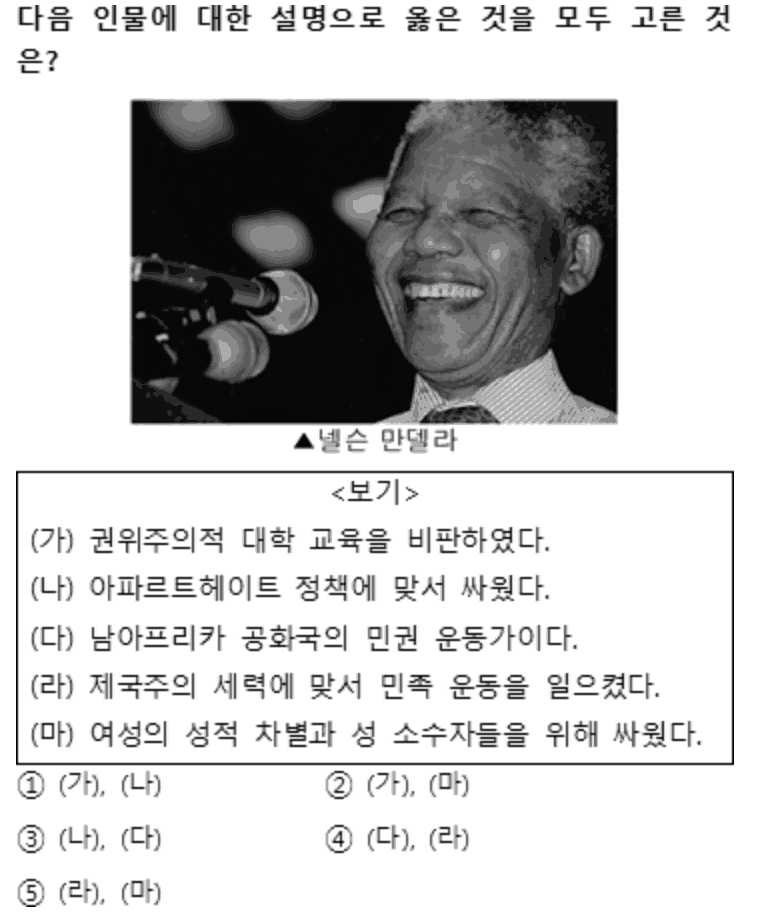 다음 인물에 대한 설명으로 옳은 것을 모두 고른 것
은?
▲넬슨 만델라
<보기>
(가) 권위주의적 대학 교육을 비판하였다.
(나) 아파르트헤이트 정책에 맞서 싸웠다.
(다) 남아프리카 공화국의 민권 운동가이다.
(라) 제국주의 세력에 맞서 민족 운동을 일으켰다.
(마) 여성의 성적 차별과 성 소수자들을 위해 싸웠다.
① (가), (나) ② (가), (마)
③ (나), (다) ④ (다), (라)
⑤ (라), (마)